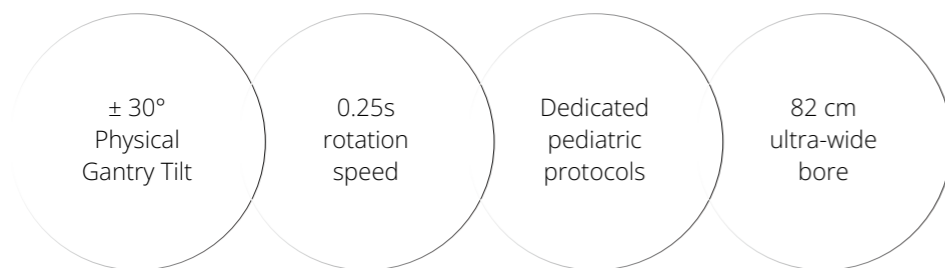 ± 30°
Physical
Gantry Tilt
0.25s
rotation
speed
Dedicated
pediatric
protocols
82 cm
ultra-wide
bore